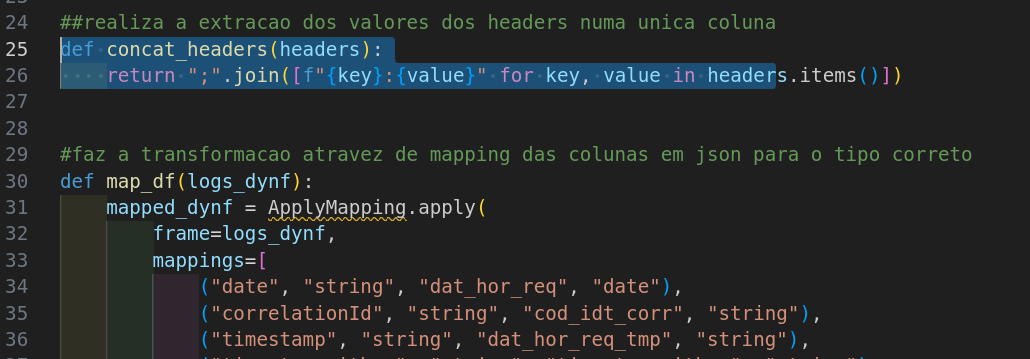 24 ##realiza a extracao dos valores dos headers numa unica coluna
25 def concat_headers(headers):
26     return ";".join([f"{key}:{value}" for key, value in headers.items()])
27
28
29 #faz a transformacao atravez de mapping das colunas em json para o tipo correto
30 def map_df(logs_dynf):
31     mapped_dynf = ApplyMapping.apply(
32         frame=logs_dynf,
33         mappings=[
34             ("date", "string", "dat_hor_req", "date"),
35             ("correlationId", "string", "cod_idt_corr", "string"),
36             ("timestamp", "string", "dat_hor_req_tmp", "string"),